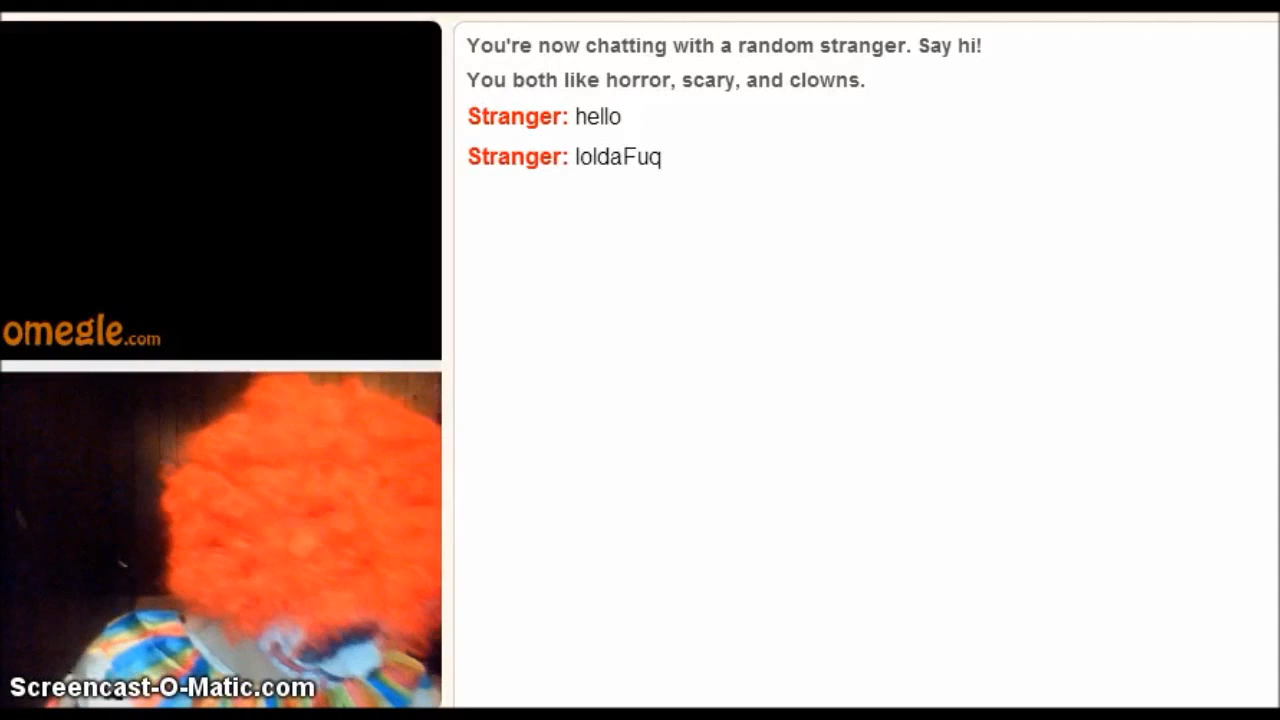 You're now chatting with a random stranger. Say hi!
You both like horror, scary, and clowns.
Stranger: hello
Stranger: loldaFuq
omegle.com
Screencast-O-Matic.com